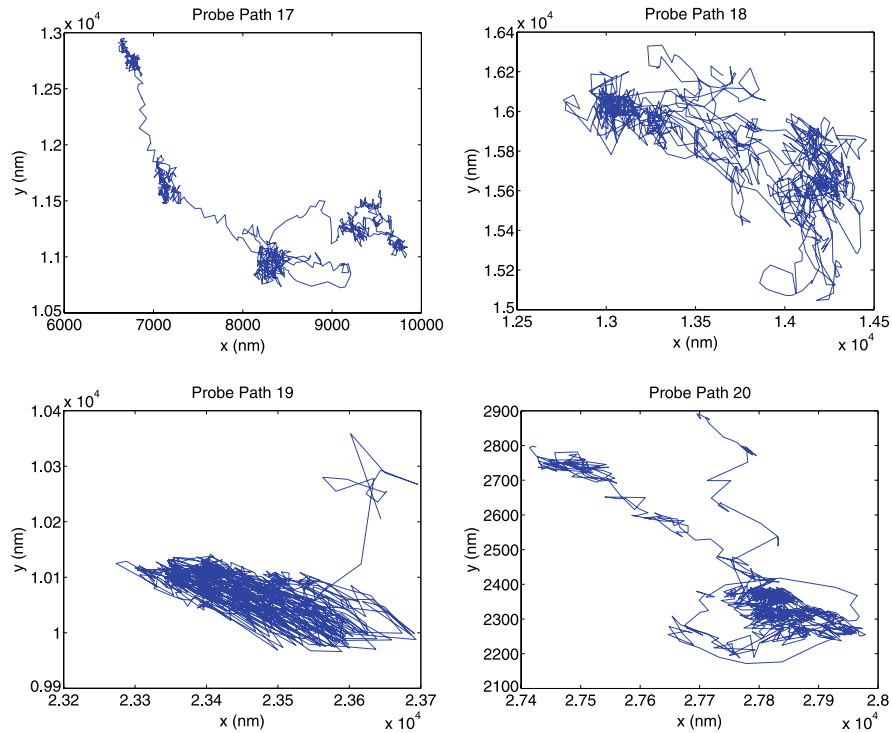 Probe Path 17
x 10^4
1.3
1.25
1.2
y (nm)
1.15
1.1
1.05
6000 7000 8000 9000 10000
x (nm)
Probe Path 18
x 10^4
1.64
1.62
1.6
1.58
y (nm)
1.56
1.54
1.52
1.5
1.25 1.3 1.35 1.4 1.45
x (nm) x 10^4
Probe Path 19
x 10^4
1.04
1.03
1.02
y (nm)
1.01
1
0.99
2.32 2.33 2.34 2.35 2.36 2.37
x (nm) x 10^4
Probe Path 20
2900
2800
2700
2600
y (nm)
2500
2400
2300
2200
2100
2.74 2.75 2.76 2.77 2.78 2.79 2.8
x (nm) x 10^4